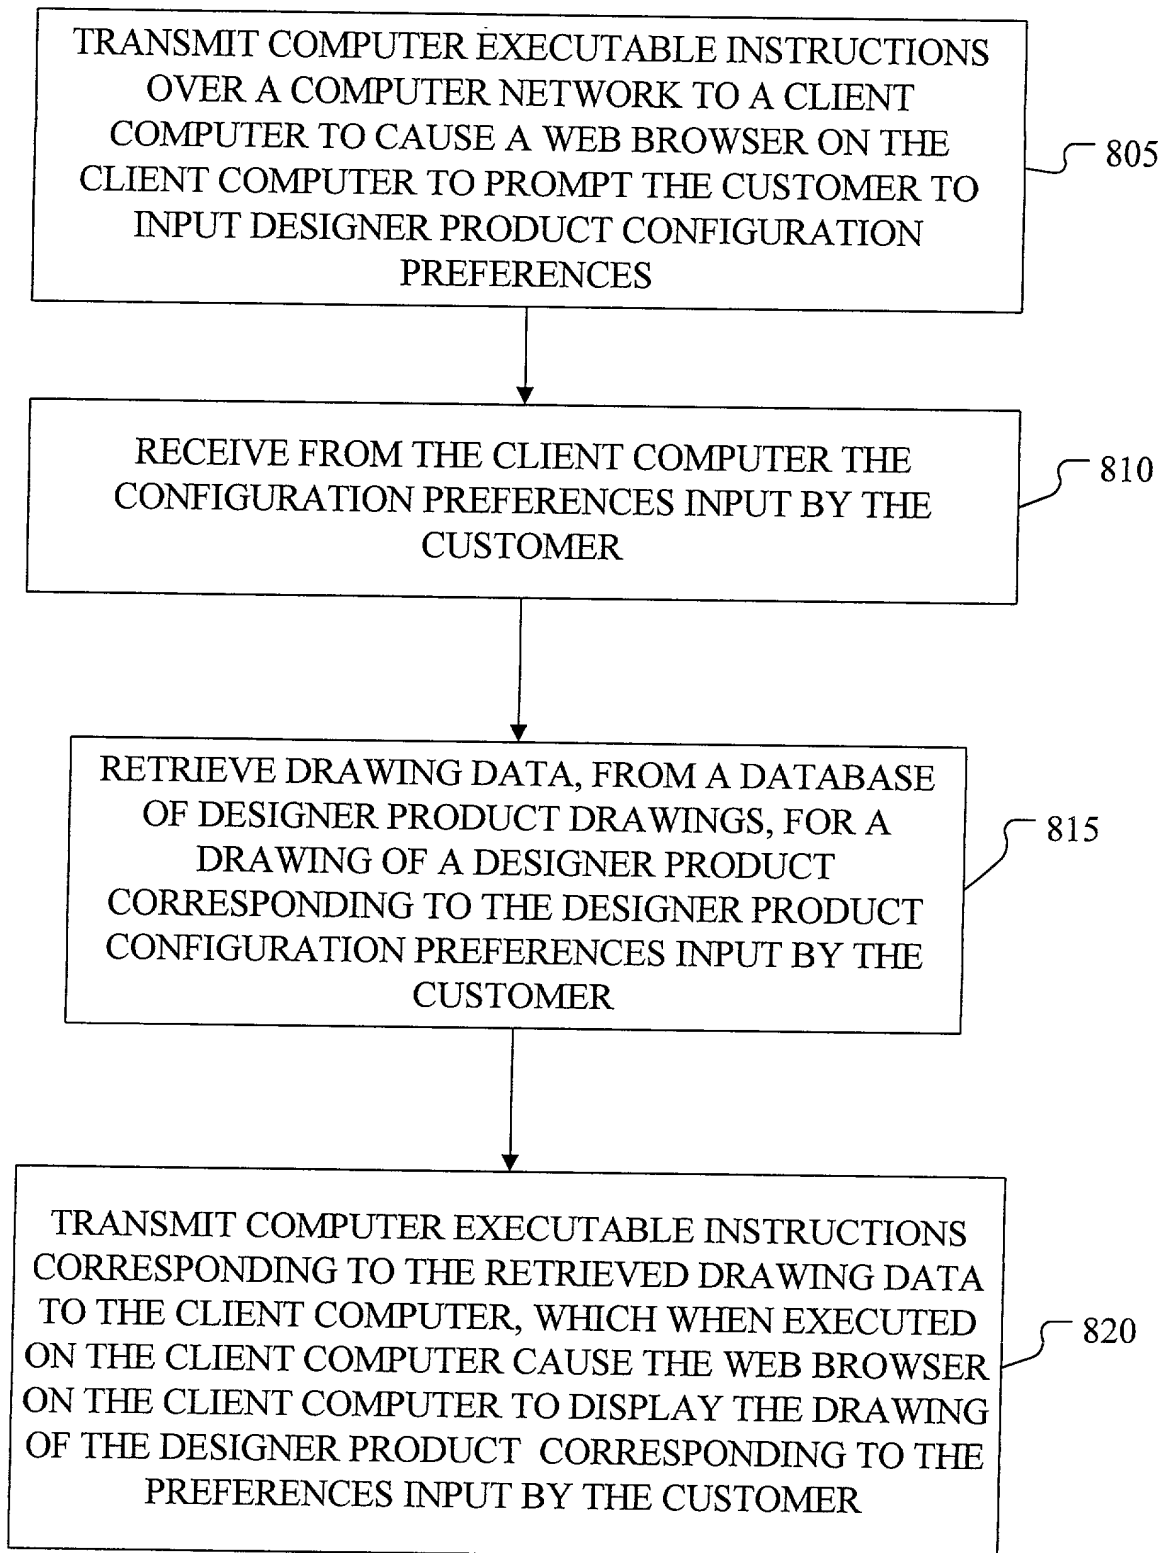 TRANSMIT COMPUTER EXECUTABLE INSTRUCTIONS
OVER A COMPUTER NETWORK TO A CLIENT
COMPUTER TO CAUSE A WEB BROWSER ON THE
CLIENT COMPUTER TO PROMPT THE CUSTOMER TO
INPUT DESIGNER PRODUCT CONFIGURATION
PREFERENCES
805
RECEIVE FROM THE CLIENT COMPUTER THE
CONFIGURATION PREFERENCES INPUT BY THE
CUSTOMER
810
RETRIEVE DRAWING DATA, FROM A DATABASE
OF DESIGNER PRODUCT DRAWINGS, FOR A
DRAWING OF A DESIGNER PRODUCT
CORRESPONDING TO THE DESIGNER PRODUCT
CONFIGURATION PREFERENCES INPUT BY THE
CUSTOMER
815
TRANSMIT COMPUTER EXECUTABLE INSTRUCTIONS
CORRESPONDING TO THE RETRIEVED DRAWING DATA
TO THE CLIENT COMPUTER, WHICH WHEN EXECUTED
ON THE CLIENT COMPUTER CAUSE THE WEB BROWSER
ON THE CLIENT COMPUTER TO DISPLAY THE DRAWING
OF THE DESIGNER PRODUCT CORRESPONDING TO THE
PREFERENCES INPUT BY THE CUSTOMER
820